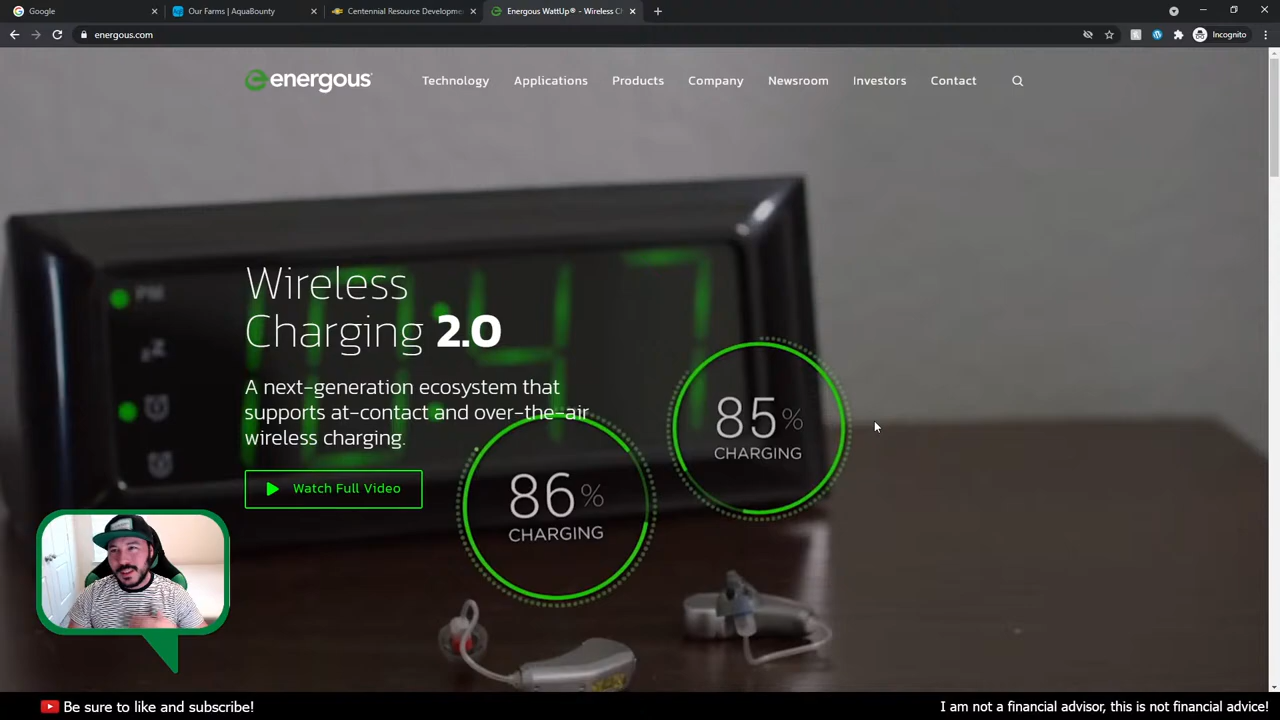 Google
Our Farms | AquaBounty
Centennial Resource Developme
Energous WattUp® - Wireless C
energous.com
Incognito
energous
Technology
Applications
Products
Company
Newsroom
Investors
Contact
PM
10:47
Wireless
Charging 2.0
A next-generation ecosystem that
supports at-contact and over-the-air
wireless charging.
Watch Full Video
85%
CHARGING
86%
CHARGING
Be sure to like and subscribe!
I am not a financial advisor, this is not financial advice!